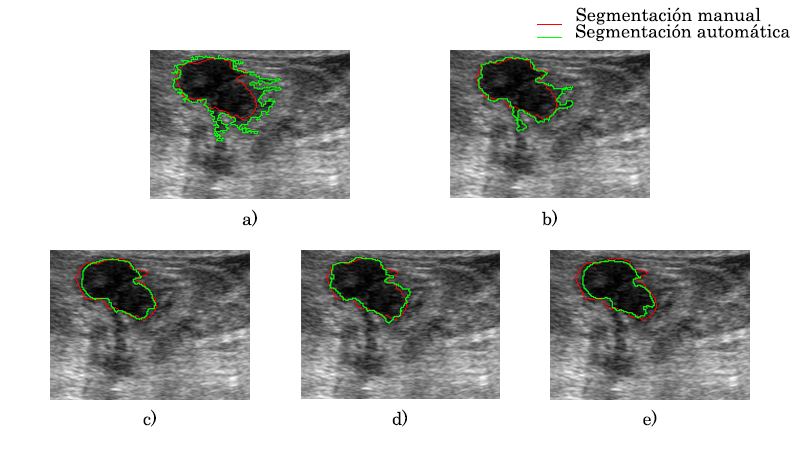 Segmentación manual
Segmentación automática
a)
b)
c)
d)
e)